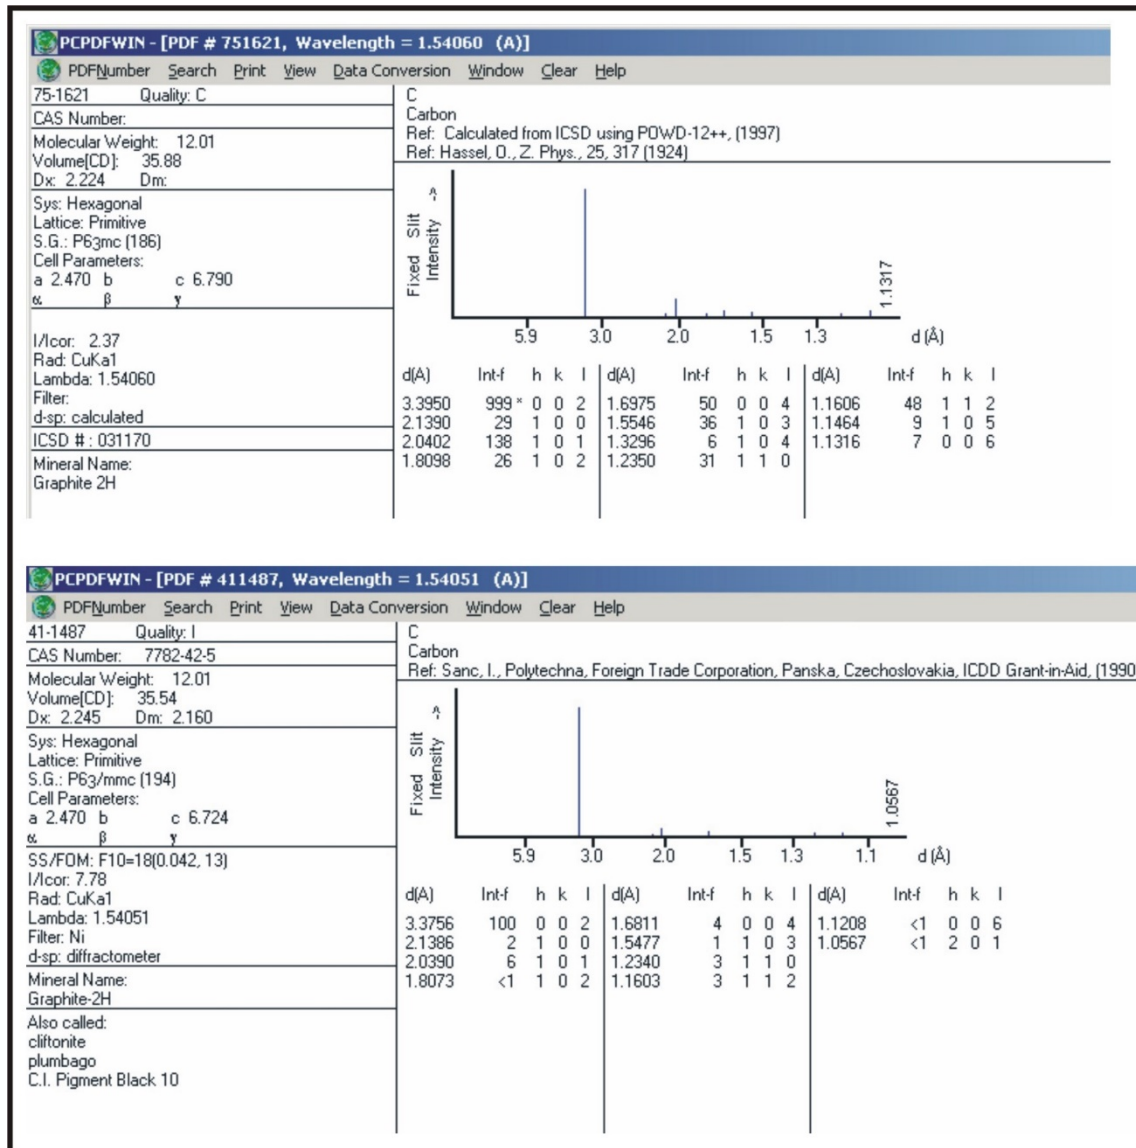 PCPDFWIN - [PDF # 751621, Wavelength = 1.54060 (A)]
PDFNumber Search Print View Data Conversion Window Clear Help
75-1621 Quality: C
CAS Number:
Molecular Weight: 12.01
Volume[CD]: 35.88
Dx: 2.224 Dm:
Sys: Hexagonal
Lattice: Primitive
S.G.: P63mc (186)
Cell Parameters:
a 2.470 b c 6.790
α β γ
I/Icor: 2.37
Rad: CuKa1
Lambda: 1.54060
Filter:
d-sp: calculated
ICSD # : 031170
Mineral Name:
Graphite 2H
C
Carbon
Ref: Calculated from ICSD using POWD-12++, (1997)
Ref: Hassel, O., Z. Phys., 25, 317 (1924)
Fixed Slit
Intensity ->
1.1317
5.9 3.0 2.0 1.5 1.3 d (Å)
d(A) Int-f h k l d(A) Int-f h k l d(A) Int-f h k l
3.3950 999 * 0 0 2 1.6975 50 0 0 4 1.1606 48 1 1 2
2.1390 29 1 0 0 1.5546 36 1 0 3 1.1464 9 1 0 5
2.0402 138 1 0 1 1.3296 6 1 0 4 1.1316 7 0 0 6
1.8098 26 1 0 2 1.2350 31 1 1 0
PCPDFWIN - [PDF # 411487, Wavelength = 1.54051 (A)]
PDFNumber Search Print View Data Conversion Window Clear Help
41-1487 Quality: I
CAS Number: 7782-42-5
Molecular Weight: 12.01
Volume[CD]: 35.54
Dx: 2.245 Dm: 2.160
Sys: Hexagonal
Lattice: Primitive
S.G.: P63/mmc (194)
Cell Parameters:
a 2.470 b c 6.724
α β γ
SS/FOM: F10=18(0.042, 13)
I/Icor: 7.78
Rad: CuKa1
Lambda: 1.54051
Filter: Ni
d-sp: diffractometer
Mineral Name:
Graphite-2H
Also called:
cliftonite
plumbago
C.I. Pigment Black 10
C
Carbon
Ref: Sanc, I., Polytechna, Foreign Trade Corporation, Panska, Czechoslovakia, ICDD Grant-in-Aid, (1990
Fixed Slit
Intensity ->
1.0567
5.9 3.0 2.0 1.5 1.3 1.1 d (Å)
d(A) Int-f h k l d(A) Int-f h k l d(A) Int-f h k l
3.3756 100 0 0 2 1.6811 4 0 0 4 1.1208 <1 0 0 6
2.1386 2 1 0 0 1.5477 1 1 0 3 1.0567 <1 2 0 1
2.0390 6 1 0 1 1.2340 3 1 1 0
1.8073 <1 1 0 2 1.1603 3 1 1 2